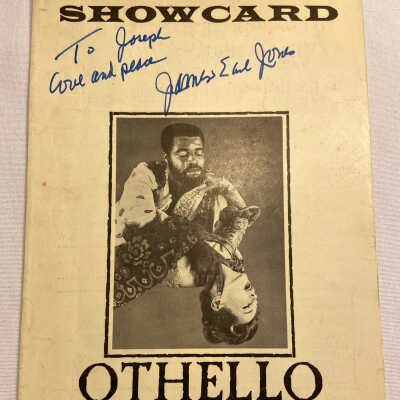 SHOWCARD
To Joseph
Love and peace
James Earl Jones
OTHELLO